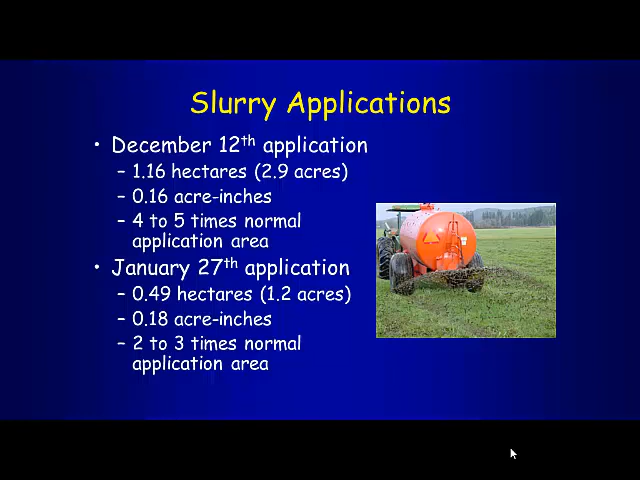 Slurry Applications
• December 12th application
– 1.16 hectares (2.9 acres)
– 0.16 acre-inches
– 4 to 5 times normal
application area
• January 27th application
– 0.49 hectares (1.2 acres)
– 0.18 acre-inches
– 2 to 3 times normal
application area